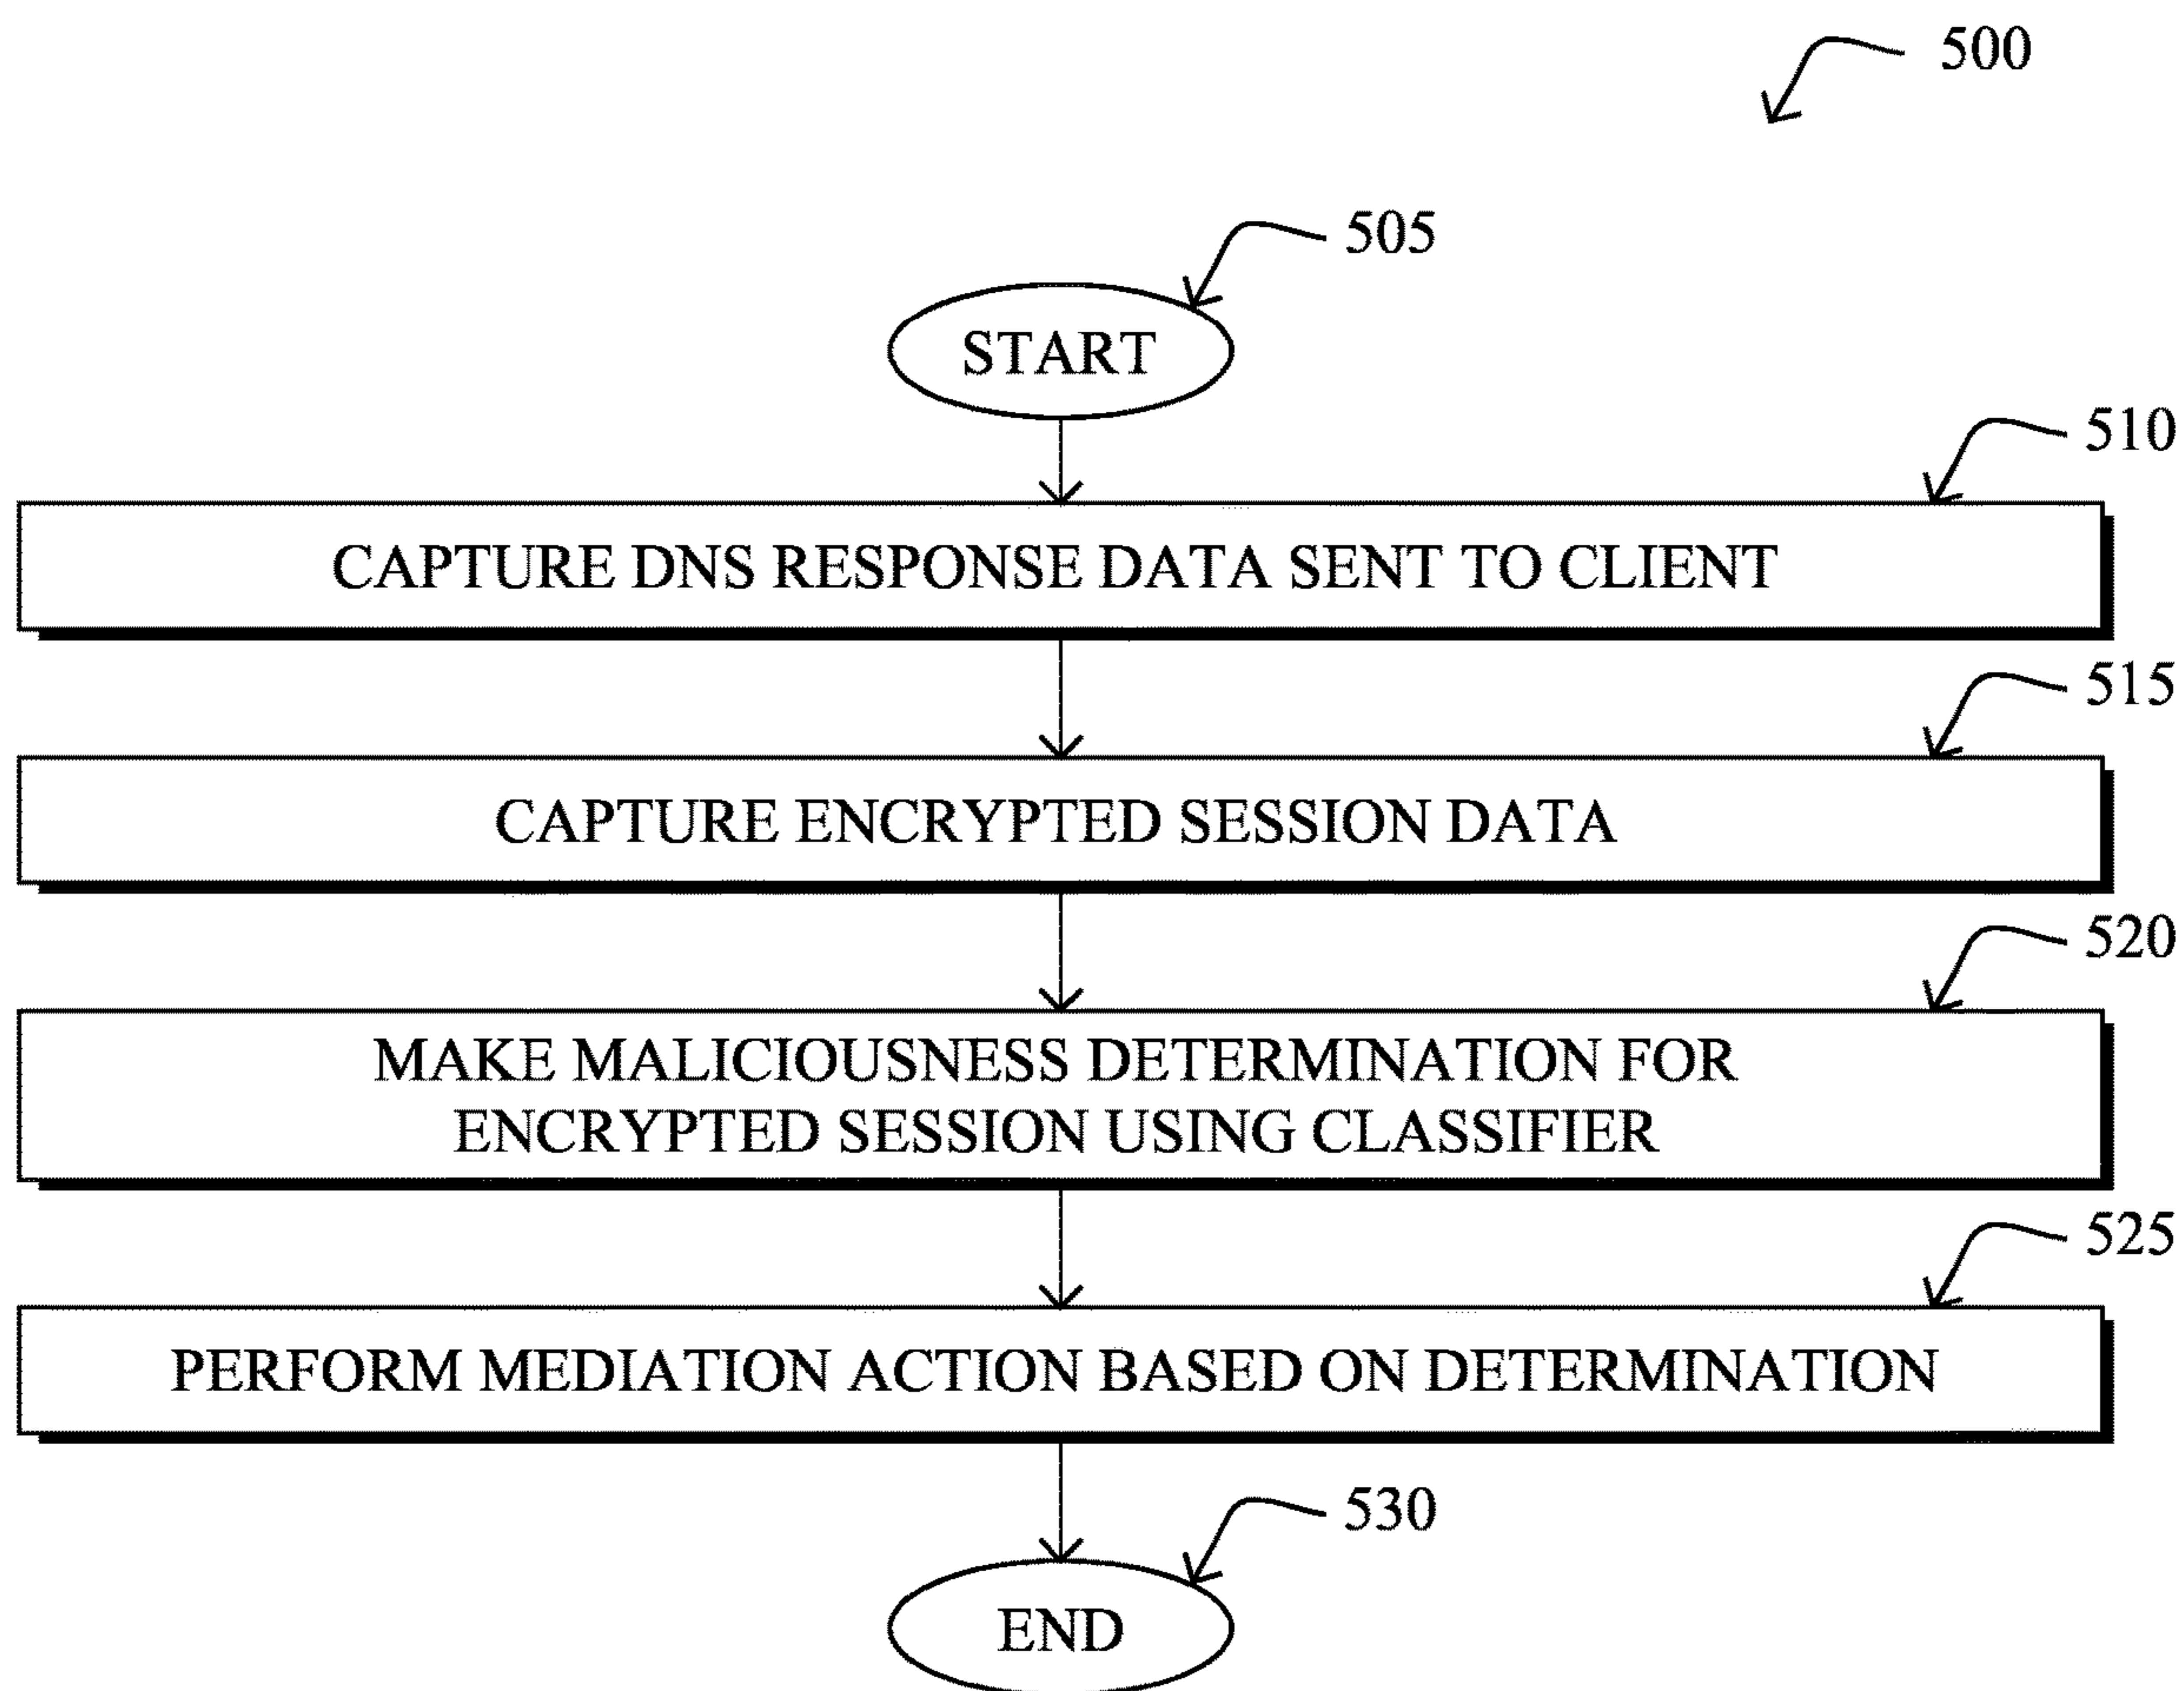 500
505
START
510
CAPTURE DNS RESPONSE DATA SENT TO CLIENT
515
CAPTURE ENCRYPTED SESSION DATA
520
MAKE MALICIOUSNESS DETERMINATION FOR
ENCRYPTED SESSION USING CLASSIFIER
525
PERFORM MEDIATION ACTION BASED ON DETERMINATION
530
END